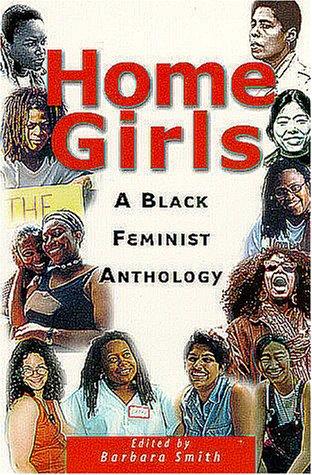 Home
Girls
THE
A BLACK
FEMINIST
ANTHOLOGY
Edited by
Barbara Smith